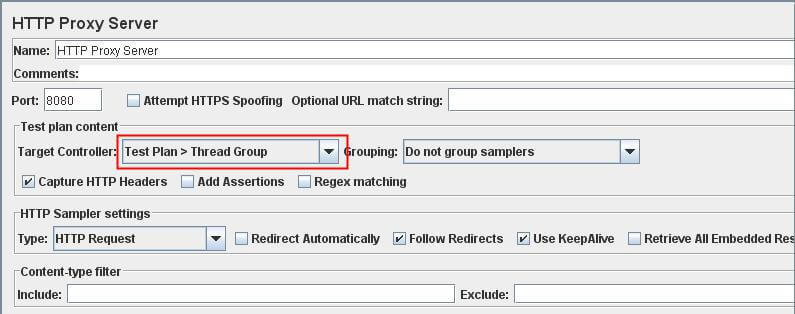 HTTP Proxy Server
Name: HTTP Proxy Server
Comments:
Port: 8080 Attempt HTTPS Spoofing Optional URL match string:
Test plan content
Target Controller: Test Plan > Thread Group Grouping: Do not group samplers
Capture HTTP Headers Add Assertions Regex matching
HTTP Sampler settings
Type: HTTP Request Redirect Automatically Follow Redirects Use KeepAlive Retrieve All Embedded Res
Content-type filter
Include: Exclude: